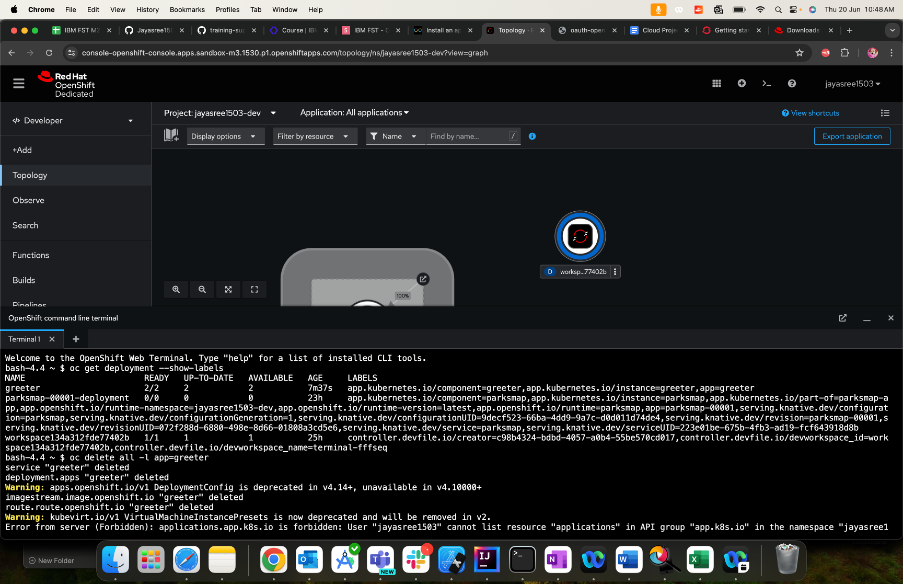 Chrome File Edit View History Bookmarks Profiles Tab Window Help Thu 20 Jun 10:48 AM
IBM FST M: Jayasree15 training-su Course | IB IBM FST - C Install an ap Topology oauth-open Cloud Proje Getting sta Downloads
console-openshift-console.apps.sandbox-m3.1530.p1.openshiftapps.com/topology/ns/jayasree1503-dev?view=graph
Red Hat
OpenShift
Dedicated
jayasree1503
</> Developer
Project: jayasree1503-dev Application: All applications View shortcuts
Display options Filter by resource Name Find by name... / Export application
+Add
Topology
Observe
Search
Functions
Builds
Pipelines
D worksp...77402b
100%
OpenShift command line terminal
Terminal 1
Welcome to the OpenShift Web Terminal. Type "help" for a list of installed CLI tools.
bash-4.4 ~ $ oc get deployment --show-labels
NAME READY UP-TO-DATE AVAILABLE AGE LABELS
greeter 2/2 2 2 7m37s app.kubernetes.io/component=greeter,app.kubernetes.io/instance=greeter,app=greeter
parksmap-00001-deployment 0/0 0 0 23h app.kubernetes.io/component=parksmap,app.kubernetes.io/instance=parksmap,app.kubernetes.io/part-of=parksmap-a
pp,app.openshift.io/runtime-namespace=jayasree1503-dev,app.openshift.io/runtime-version=latest,app.openshift.io/runtime=parksmap,app=parksmap-00001,serving.knative.dev/configurat
ion=parksmap,serving.knative.dev/configurationGeneration=1,serving.knative.dev/configurationUID=9decf523-66ba-4dd9-9a7c-d0d011d74de4,serving.knative.dev/revision=parksmap-00001,s
erving.knative.dev/revisionUID=072f288d-6880-498e-8d66-01808a3cd5e6,serving.knative.dev/service=parksmap,serving.knative.dev/serviceUID=223e01be-675b-4fb3-ad19-fcf643918d8b
workspace134a312fde77402b 1/1 1 1 25h controller.devfile.io/creator=c98b4324-bdbd-4057-a0b4-55be570cd017,controller.devfile.io/devworkspace_id=work
space134a312fde77402b,controller.devfile.io/devworkspace_name=terminal-fffseq
bash-4.4 ~ $ oc delete all -l app=greeter
service "greeter" deleted
deployment.apps "greeter" deleted
Warning: apps.openshift.io/v1 DeploymentConfig is deprecated in v4.14+, unavailable in v4.10000+
imagestream.image.openshift.io "greeter" deleted
route.route.openshift.io "greeter" deleted
Warning: kubevirt.io/v1 VirtualMachineInstancePresets is now deprecated and will be removed in v2.
Error from server (Forbidden): applications.app.k8s.io is forbidden: User "jayasree1503" cannot list resource "applications" in API group "app.k8s.io" in the namespace "jayasree1
New Folder
NEW